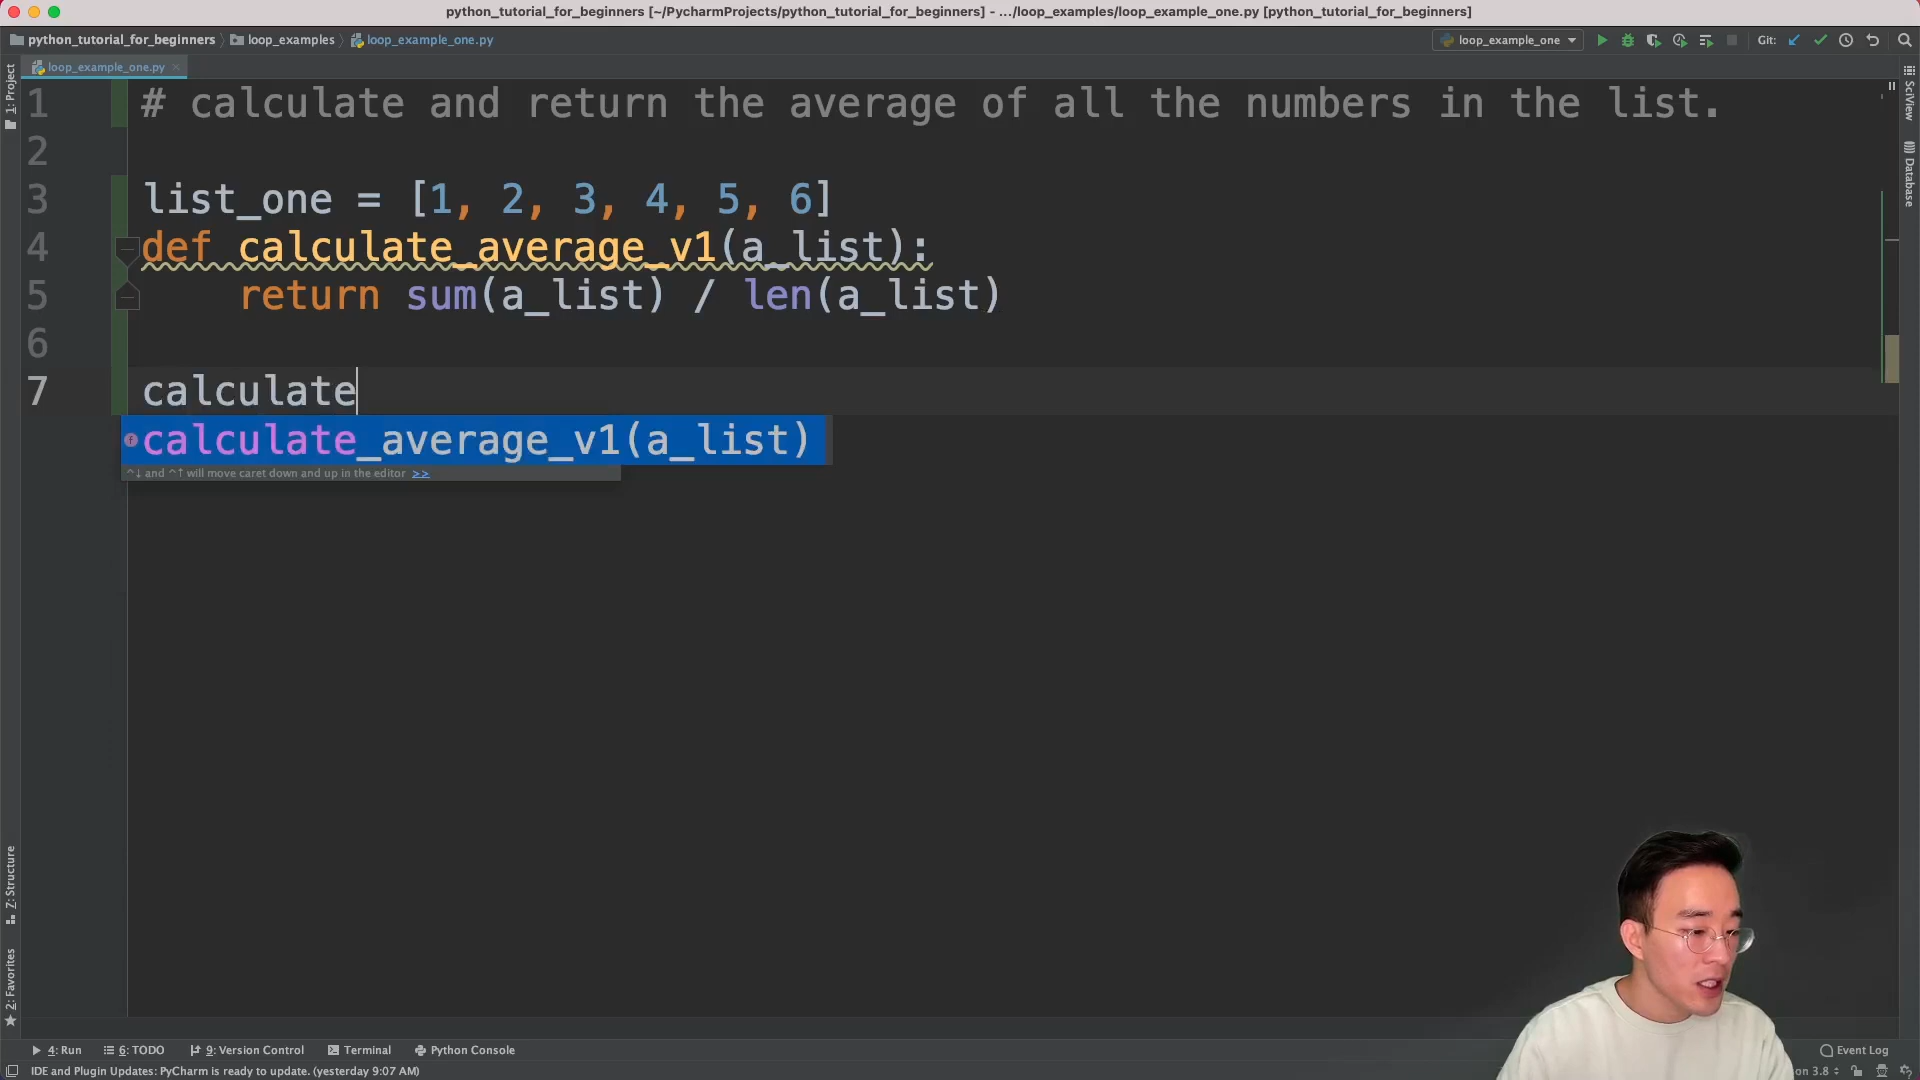 python_tutorial_for_beginners [~/PycharmProjects/python_tutorial_for_beginners] - .../loop_examples/loop_example_one.py [python_tutorial_for_beginners]
python_tutorial_for_beginners loop_examples loop_example_one.py loop_example_one Git:
loop_example_one.py
1: Project
SciView
Database
1 # calculate and return the average of all the numbers in the list.
2
3 list_one = [1, 2, 3, 4, 5, 6]
4 def calculate_average_v1(a_list):
5 return sum(a_list) / len(a_list)
6
7 calculate
f calculate_average_v1(a_list)
^↓ and ^↑ will move caret down and up in the editor >>
Z: Structure
2: Favorites
4: Run 6: TODO 9: Version Control Terminal Python Console Event Log
IDE and Plugin Updates: PyCharm is ready to update. (yesterday 9:07 AM) on 3.8